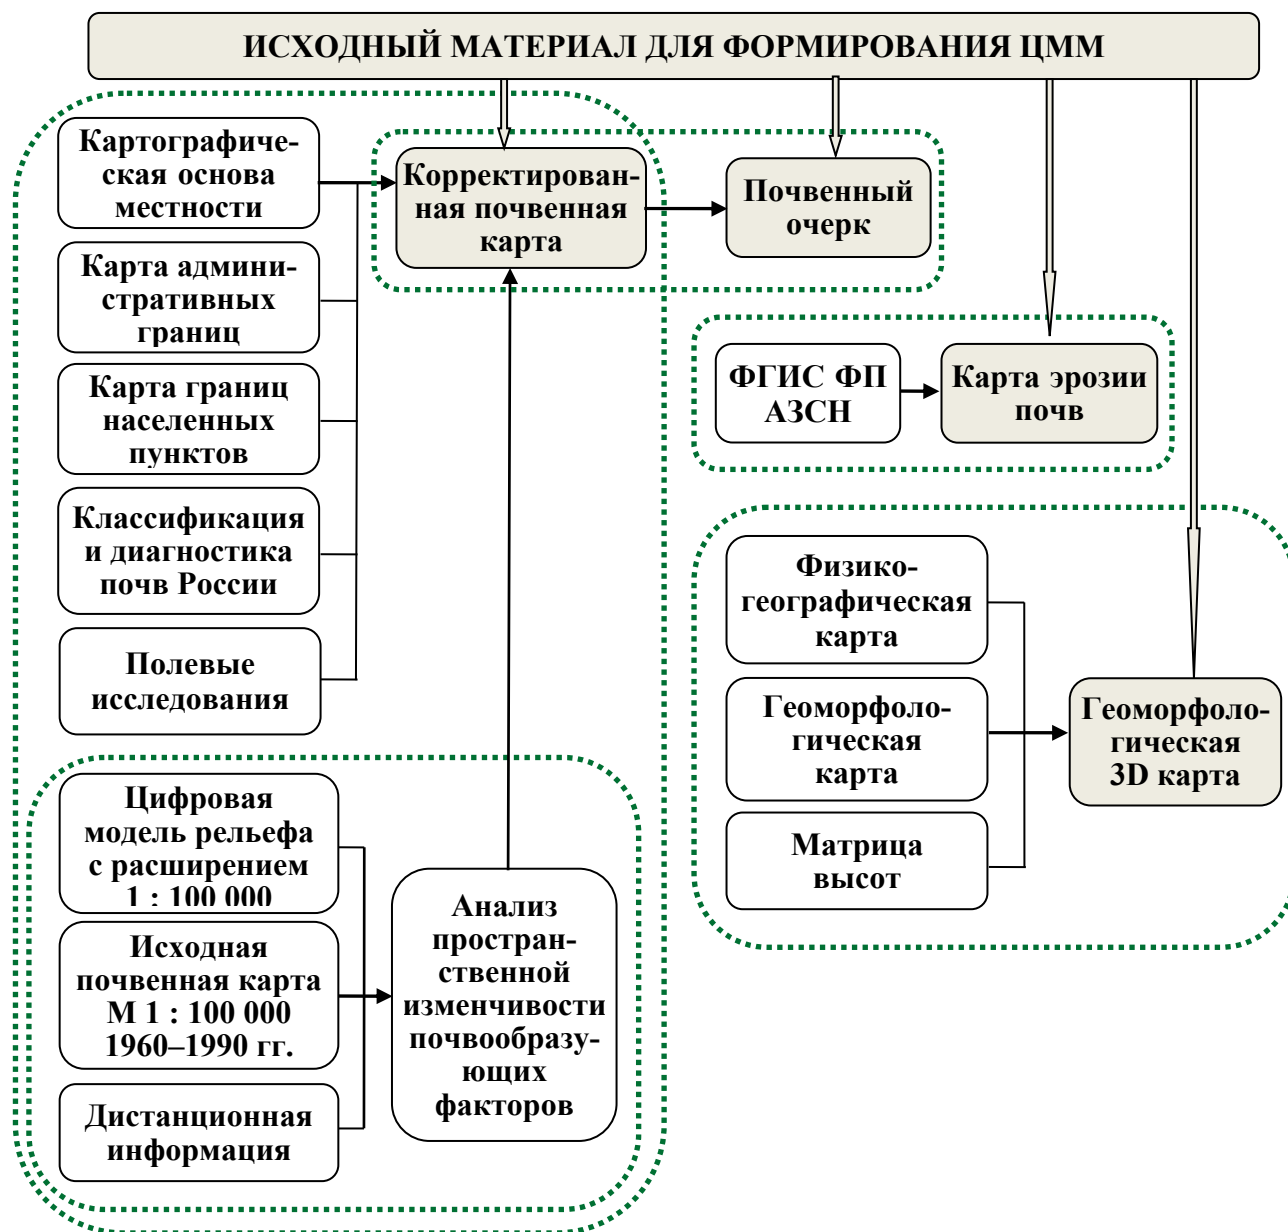 ИСХОДНЫЙ МАТЕРИАЛ ДЛЯ ФОРМИРОВАНИЯ ЦММ
Картографиче-
ская основа
местности
Корректирован-
ная почвенная
карта
Почвенный
очерк
Карта админи-
стративных
границ
Карта границ
населенных
пунктов
Классификация
и диагностика
почв России
Полевые
исследования
ФГИС ФП
АЗСН
Карта эрозии
почв
Физико-
географическая
карта
Геоморфоло-
гическая
карта
Матрица
высот
Геоморфоло-
гическая
3D карта
Цифровая
модель рельефа
с расширением
1 : 100 000
Исходная
почвенная карта
М 1 : 100 000
1960–1990 гг.
Дистанционная
информация
Анализ
простран-
ственной
изменчивости
почвообразу-
ющих
факторов